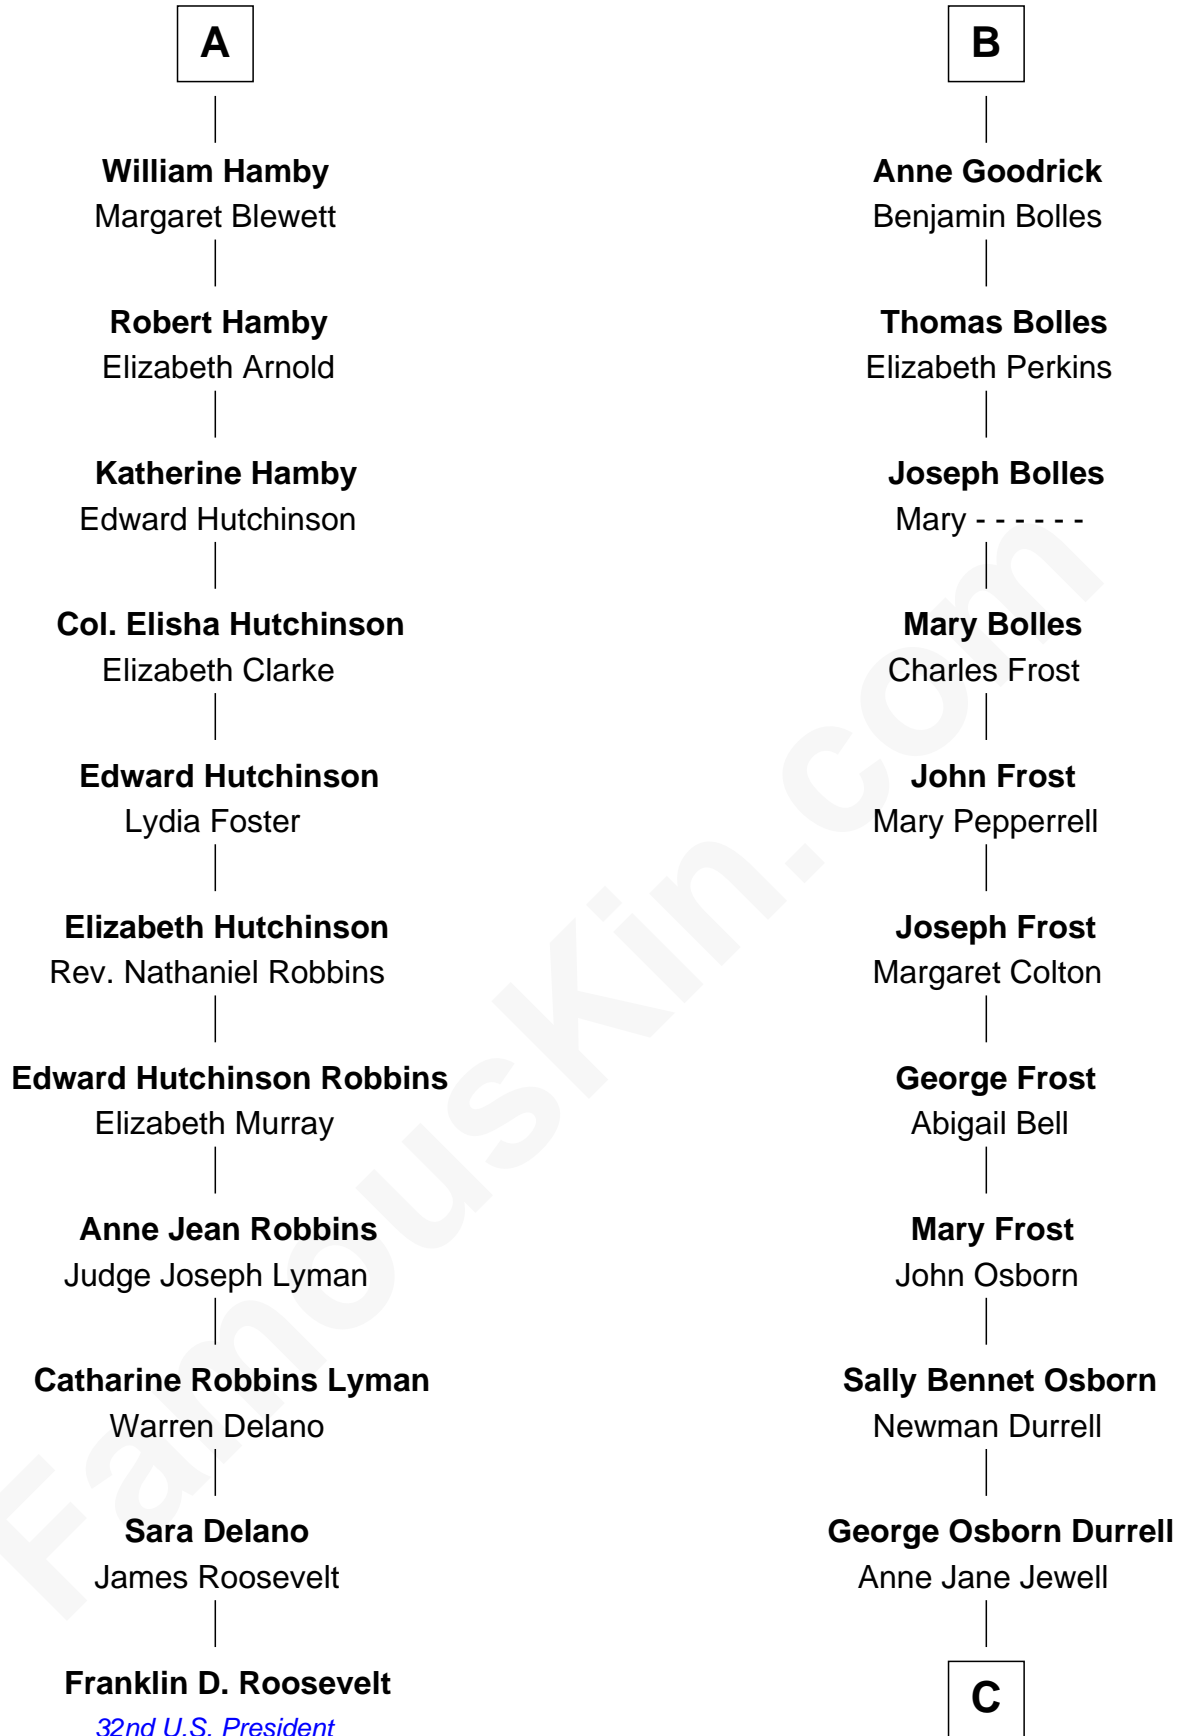 A
William Hamby
Margaret Blewett
Robert Hamby
Elizabeth Arnold
Katherine Hamby
Edward Hutchinson
Col. Elisha Hutchinson
Elizabeth Clarke
Edward Hutchinson
Lydia Foster
Elizabeth Hutchinson
Rev. Nathaniel Robbins
Edward Hutchinson Robbins
Elizabeth Murray
Anne Jean Robbins
Judge Joseph Lyman
Catharine Robbins Lyman
Warren Delano
Sara Delano
James Roosevelt
Franklin D. Roosevelt
32nd U.S. President
B
Anne Goodrick
Benjamin Bolles
Thomas Bolles
Elizabeth Perkins
Joseph Bolles
Mary - - - - - -
Mary Bolles
Charles Frost
John Frost
Mary Pepperrell
Joseph Frost
Margaret Colton
George Frost
Abigail Bell
Mary Frost
John Osborn
Sally Bennet Osborn
Newman Durrell
George Osborn Durrell
Anne Jane Jewell
C
FamousKin.com